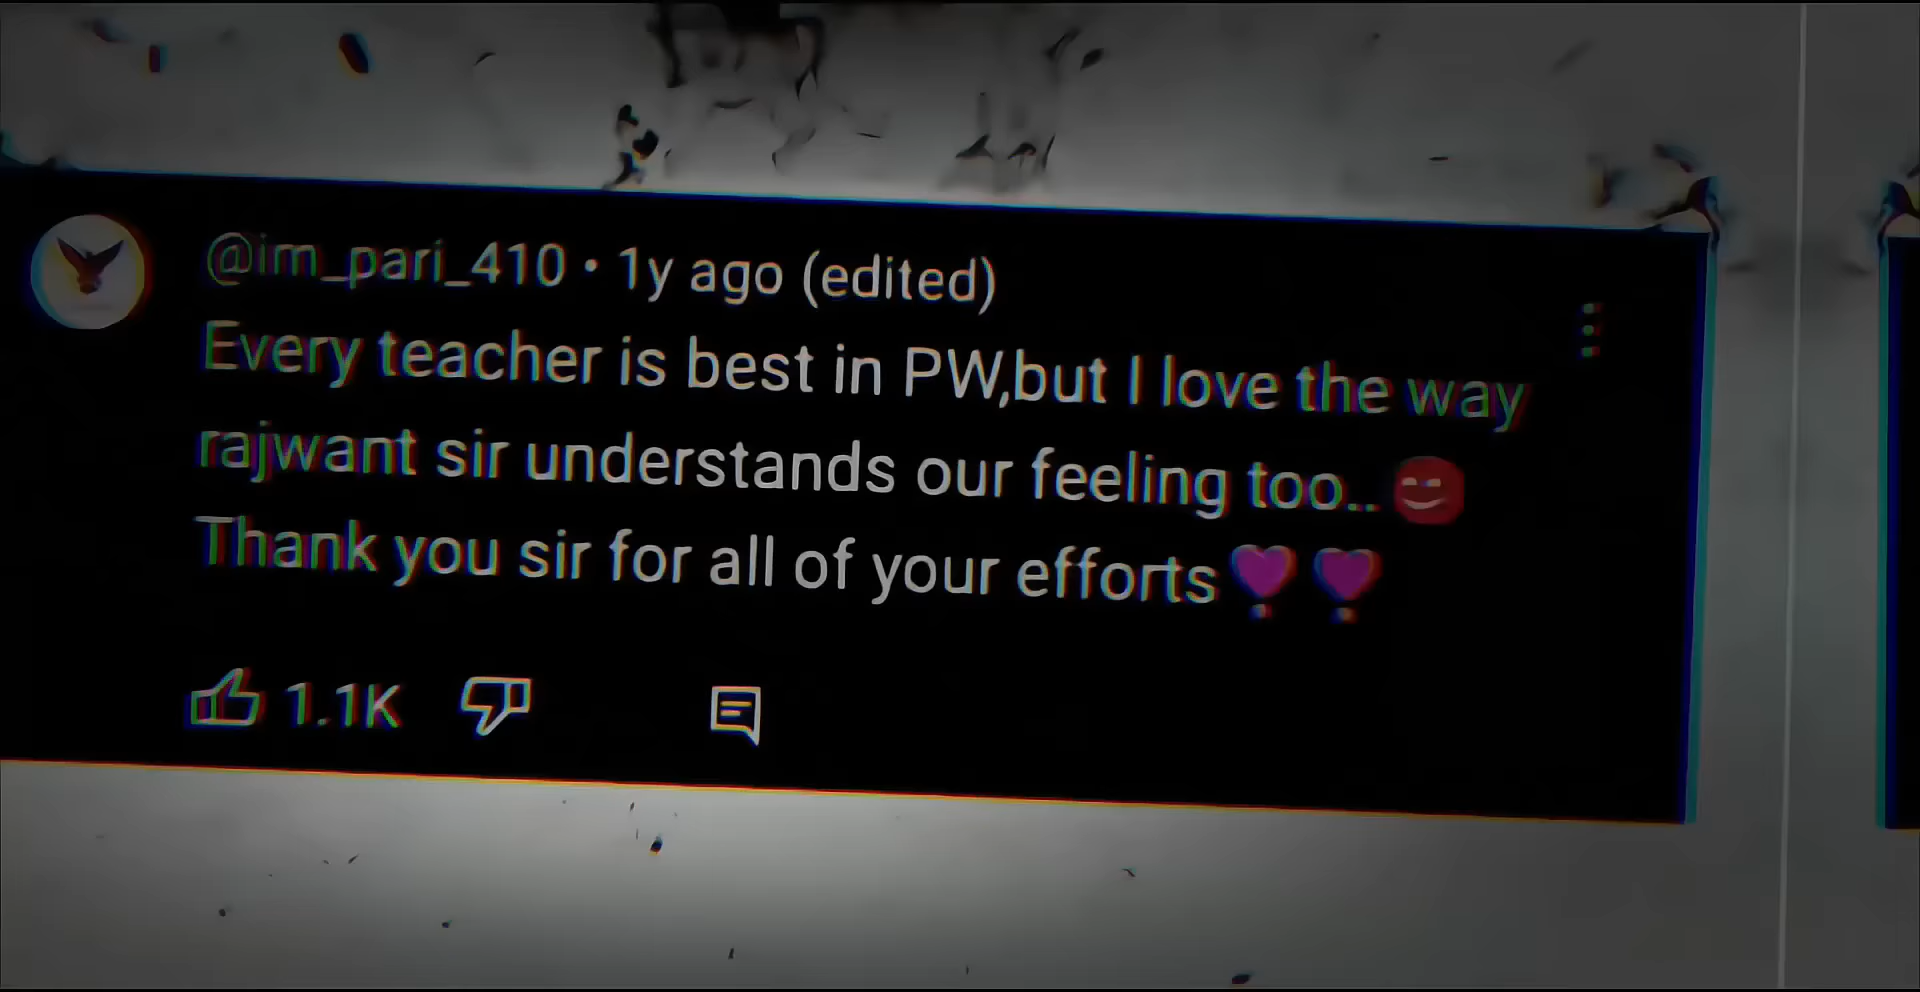 @im_pari_410 • 1y ago (edited)
Every teacher is best in PW,but I love the way
rajwant sir understands our feeling too..😊
Thank you sir for all of your efforts💜💜
1.1K